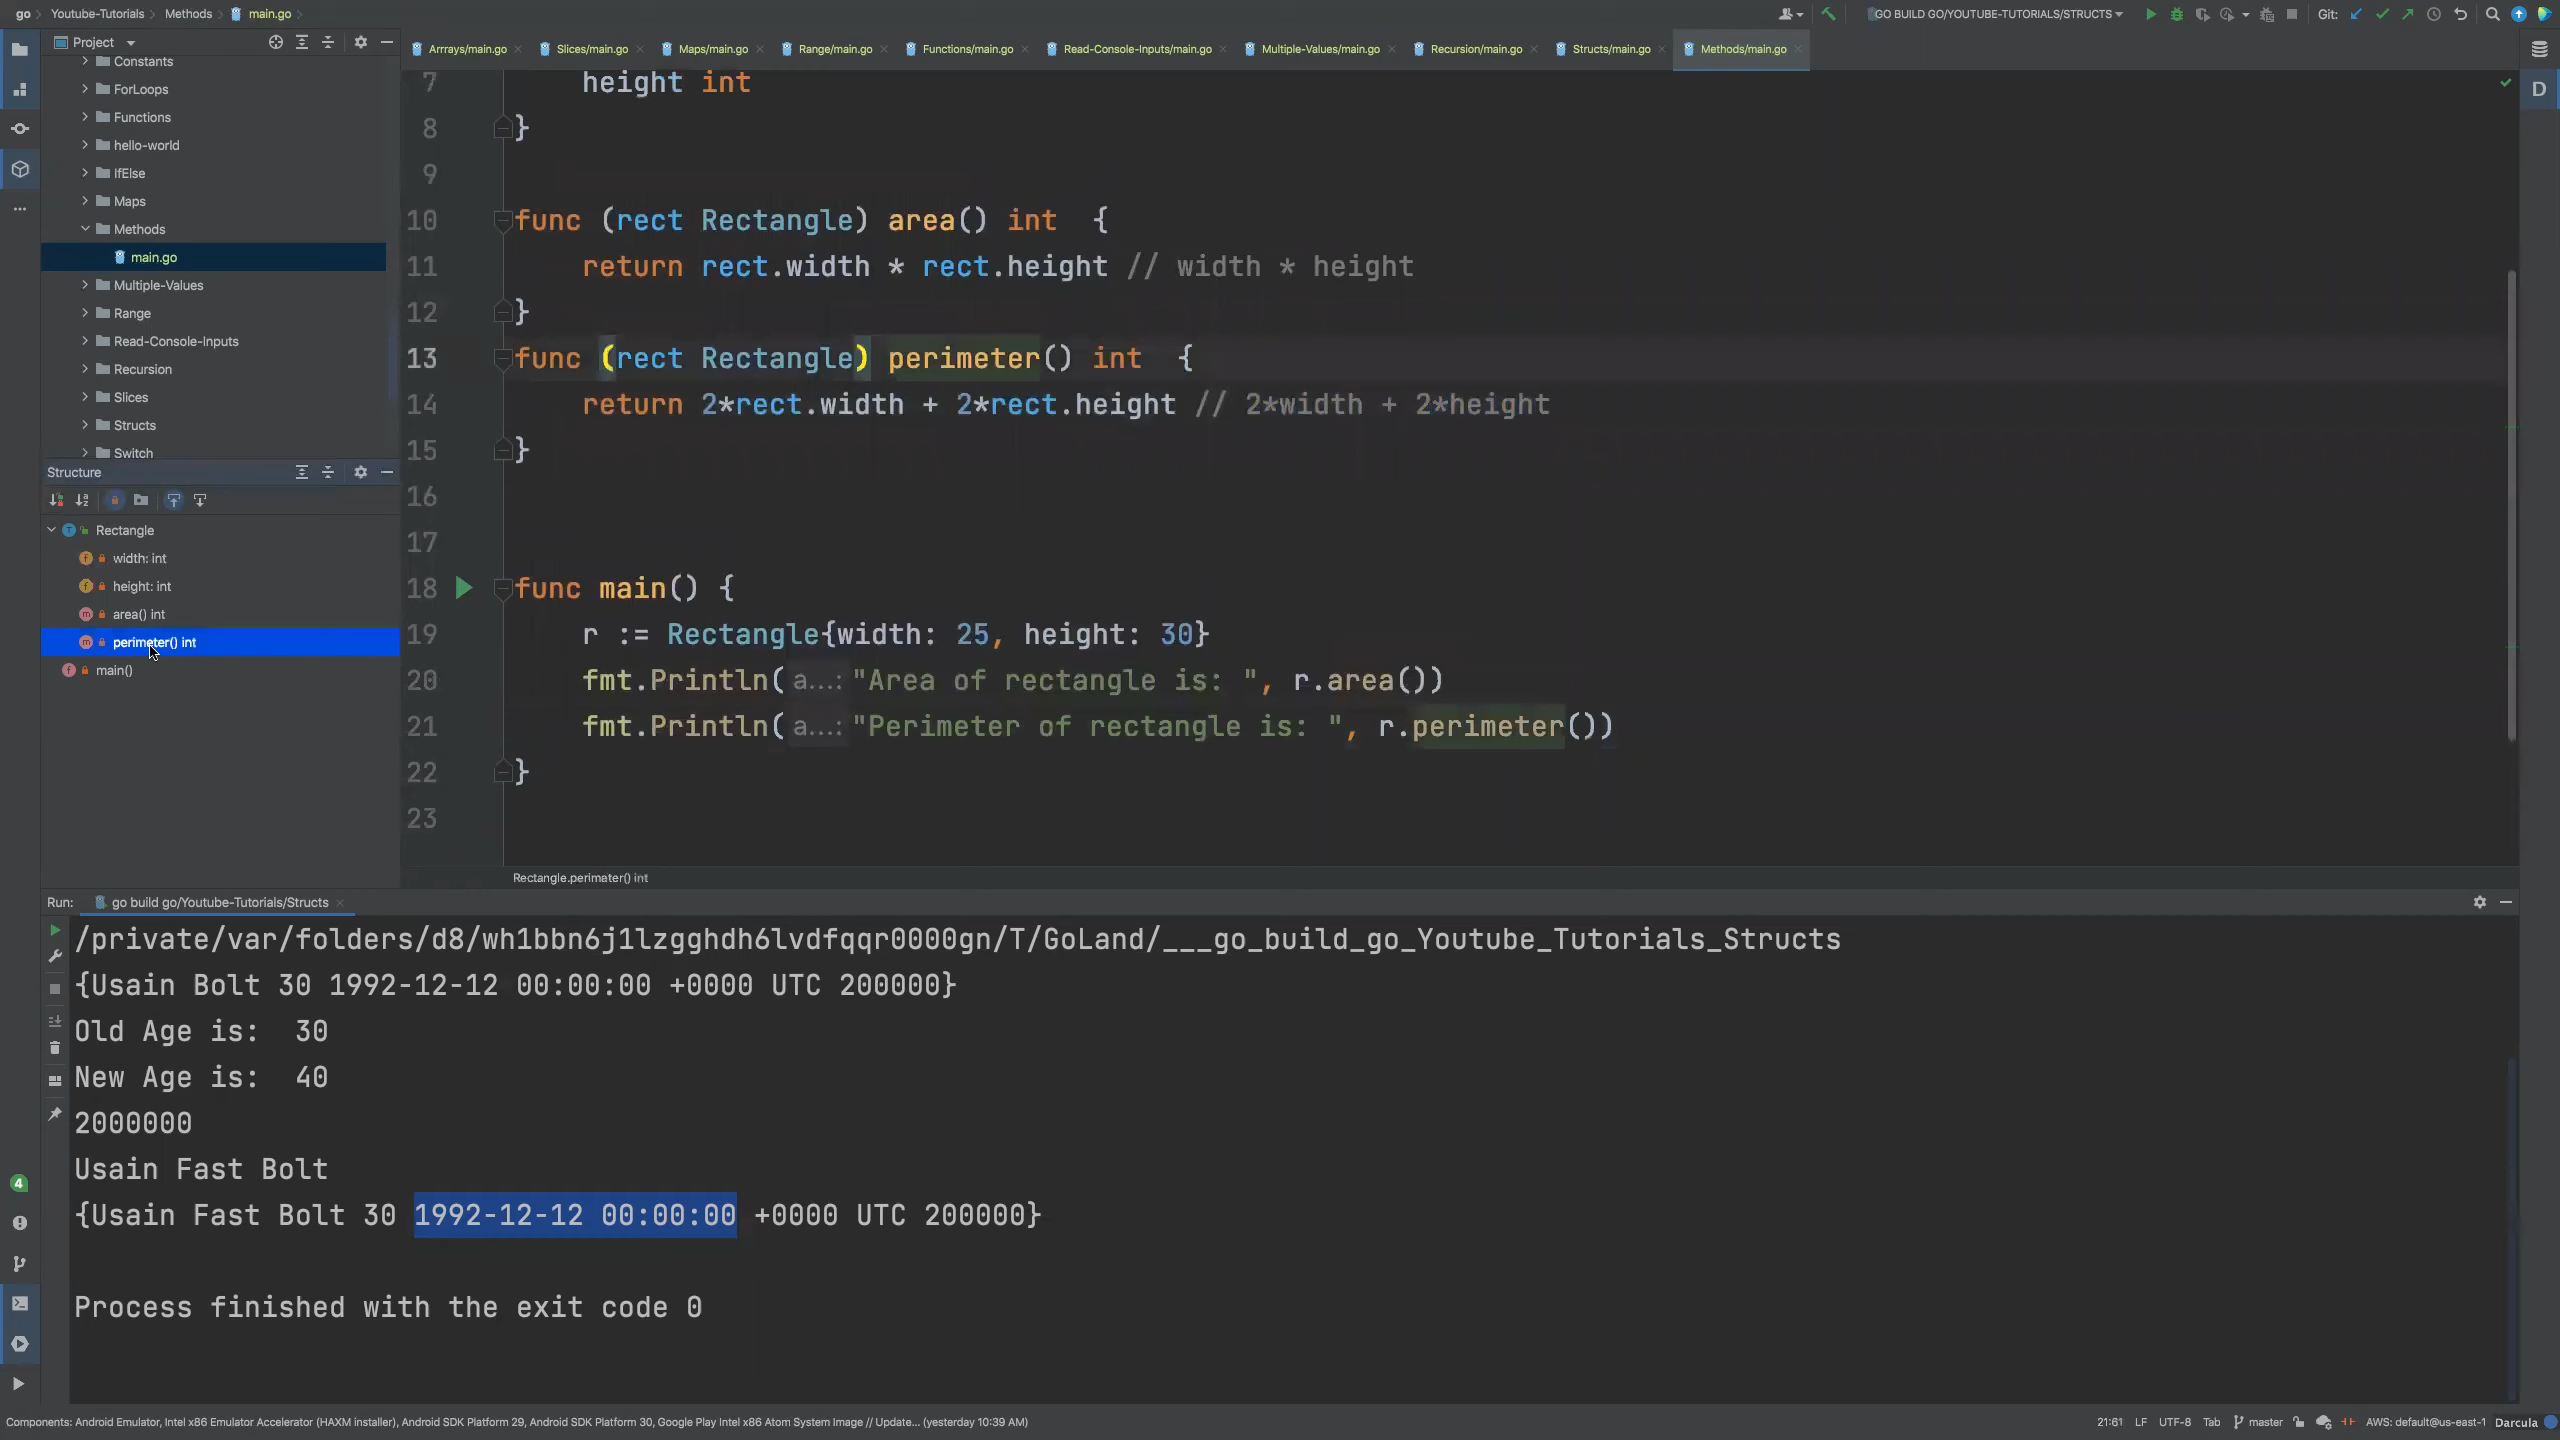 go Youtube-Tutorials Methods main.go
GO BUILD GO/YOUTUBE-TUTORIALS/STRUCTS
Git:
Project
Arrrays/main.go Slices/main.go Maps/main.go Range/main.go Functions/main.go Read-Console-Inputs/main.go Multiple-Values/main.go Recursion/main.go Structs/main.go Methods/main.go
D
Constants
ForLoops
Functions
hello-world
IfElse
Maps
Methods
main.go
Multiple-Values
Range
Read-Console-Inputs
Recursion
Slices
Structs
Switch
Structure
Rectangle
width: int
height: int
area() int
perimeter() int
main()
7 height int
8 }
9
10 func (rect Rectangle) area() int {
11 return rect.width * rect.height // width * height
12 }
13 func (rect Rectangle) perimeter() int {
14 return 2*rect.width + 2*rect.height // 2*width + 2*height
15 }
16
17
18 func main() {
19 r := Rectangle{width: 25, height: 30}
20 fmt.Println( a...: "Area of rectangle is: ", r.area())
21 fmt.Println( a...: "Perimeter of rectangle is: ", r.perimeter())
22 }
23
Rectangle.perimater() int
Run: go build go/Youtube-Tutorials/Structs
/private/var/folders/d8/wh1bbn6j1lzgghdh6lvdfqqr0000gn/T/GoLand/___go_build_go_Youtube_Tutorials_Structs
{Usain Bolt 30 1992-12-12 00:00:00 +0000 UTC 200000}
Old Age is:  30
New Age is:  40
2000000
Usain Fast Bolt
{Usain Fast Bolt 30 1992-12-12 00:00:00 +0000 UTC 200000}
Process finished with the exit code 0
4
Components: Android Emulator, Intel x86 Emulator Accelerator (HAXM installer), Android SDK Platform 29, Android SDK Platform 30, Google Play Intel x86 Atom System Image // Update... (yesterday 10:39 AM)
21:61 LF UTF-8 Tab master AWS: default@us-east-1 Darcula